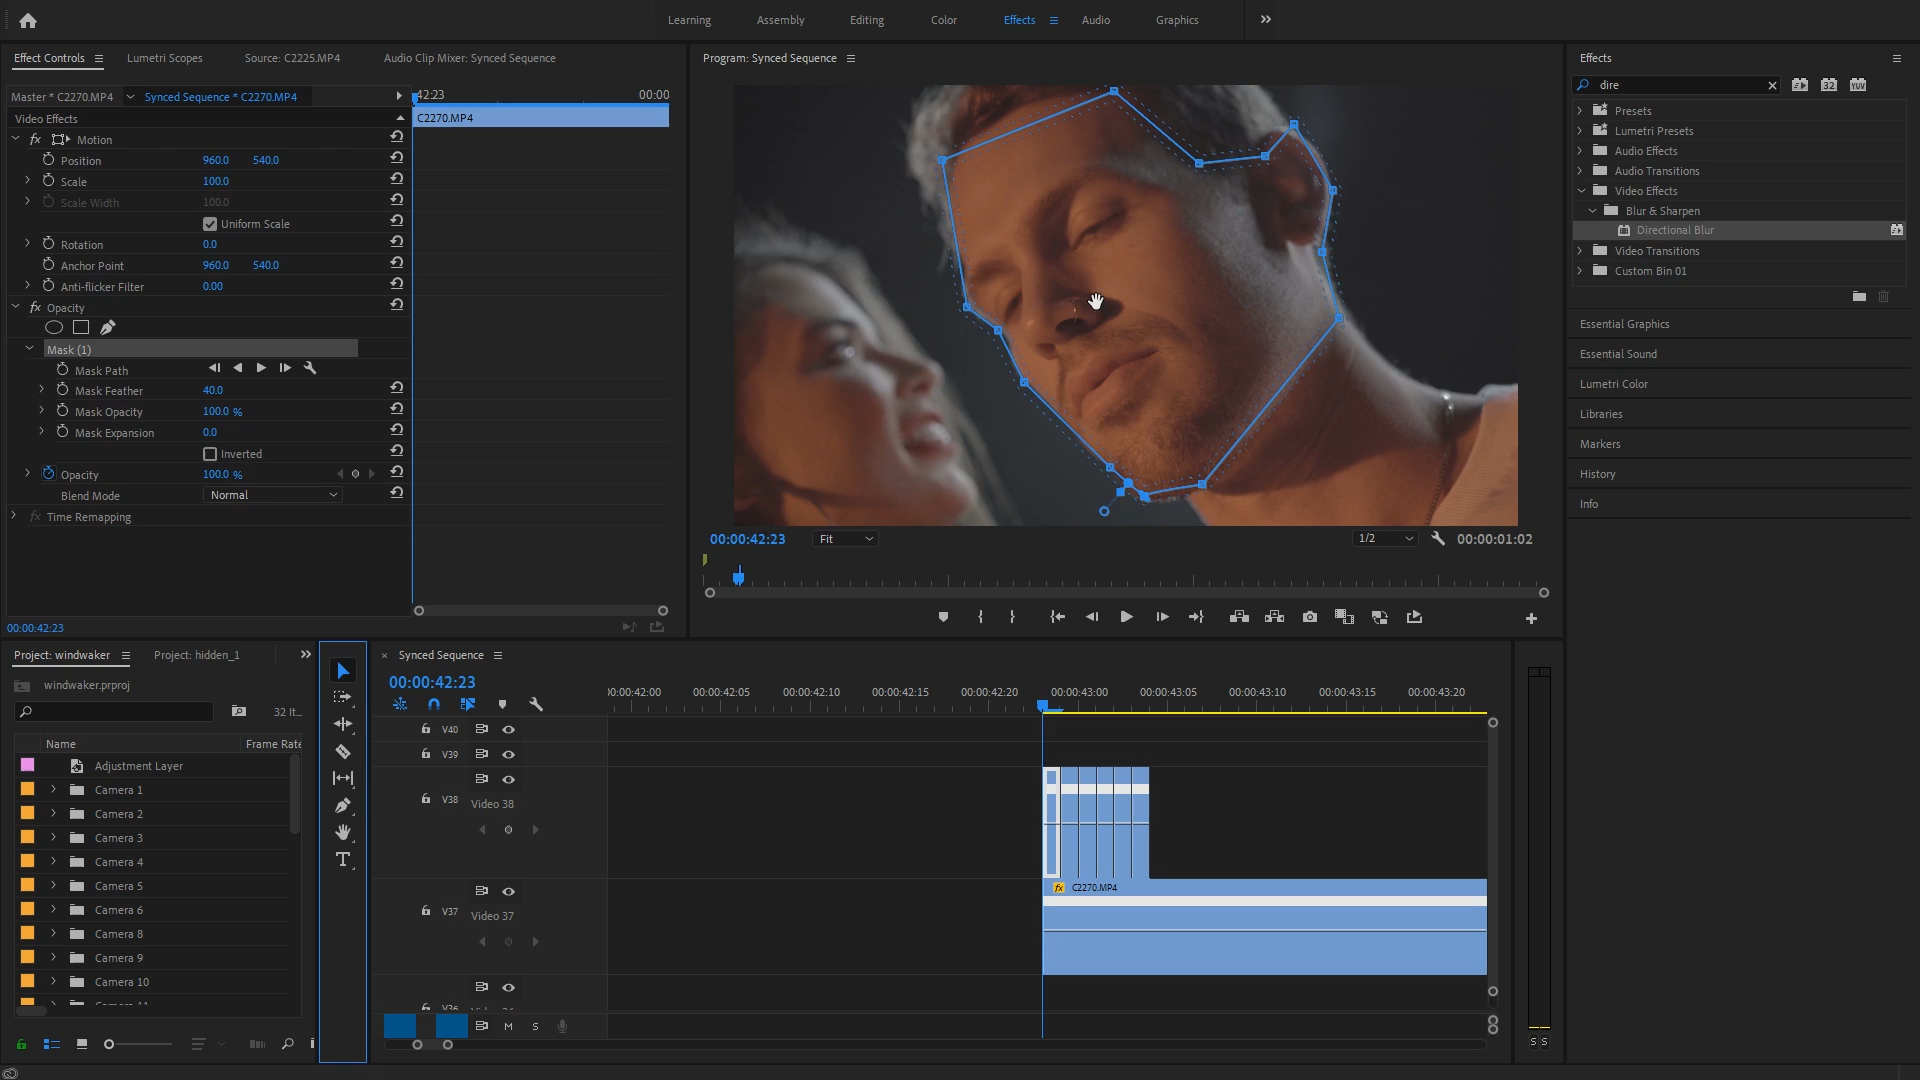 Learning Assembly Editing Color Effects Audio Graphics
Effect Controls Lumetri Scopes Source: C2225.MP4 Audio Clip Mixer: Synced Sequence
Master * C2270.MP4 Synced Sequence * C2270.MP4
42:23 00:00
Video Effects
C2270.MP4
fx Motion
Position 960.0 540.0
Scale 100.0
Scale Width 100.0
Uniform Scale
Rotation 0.0
Anchor Point 960.0 540.0
Anti-flicker Filter 0.00
fx Opacity
Mask (1)
Mask Path
Mask Feather 40.0
Mask Opacity 100.0 %
Mask Expansion 0.0
Inverted
Opacity 100.0 %
Blend Mode Normal
fx Time Remapping
00:00:42:23
Program: Synced Sequence
00:00:42:23 Fit 1/2 00:00:01:02
Effects
dire
32 YUV
Presets
Lumetri Presets
Audio Effects
Audio Transitions
Video Effects
Blur & Sharpen
Directional Blur
Video Transitions
Custom Bin 01
Essential Graphics
Essential Sound
Lumetri Color
Libraries
Markers
History
Info
Project: windwaker Project: hidden_1
windwaker.prproj
32 It...
Name Frame Rate
Adjustment Layer
Camera 1
Camera 2
Camera 3
Camera 4
Camera 5
Camera 6
Camera 8
Camera 9
Camera 10
Camera 11
T
Synced Sequence
00:00:42:23
00:00:42:00 00:00:42:05 00:00:42:10 00:00:42:15 00:00:42:20 00:00:43:00 00:00:43:05 00:00:43:10 00:00:43:15 00:00:43:20
V40
V39
V38 Video 38
fx C2270.MP4
V37 Video 37
V36
M S
S S